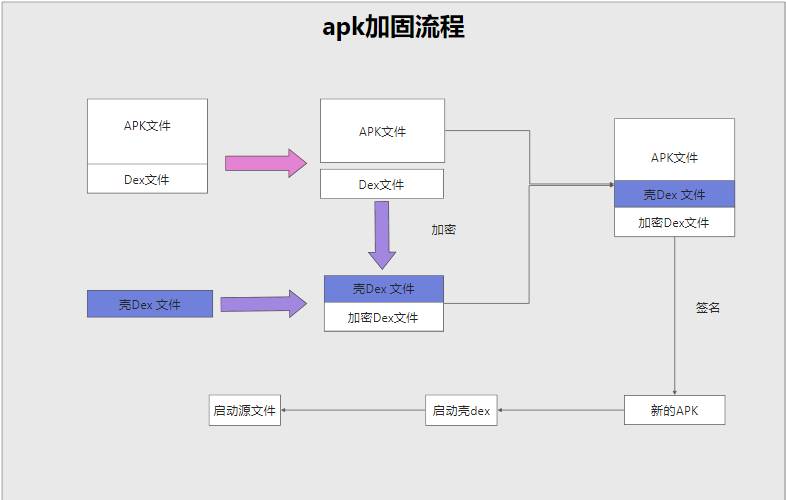 apk加固流程
APK文件
Dex文件
APK文件
Dex文件
加密
壳Dex 文件
壳Dex 文件
加密Dex文件
APK文件
壳Dex 文件
加密Dex文件
签名
启动源文件
启动壳dex
新的APK